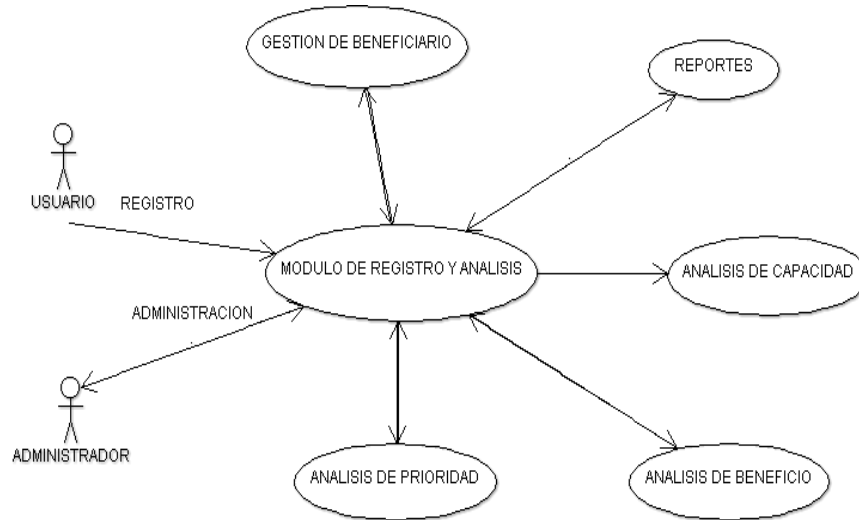 GESTION DE BENEFICIARIO
REPORTES
USUARIO
REGISTRO
MODULO DE REGISTRO Y ANALISIS
ANALISIS DE CAPACIDAD
ADMINISTRACION
ADMINISTRADOR
ANALISIS DE PRIORIDAD
ANALISIS DE BENEFICIO